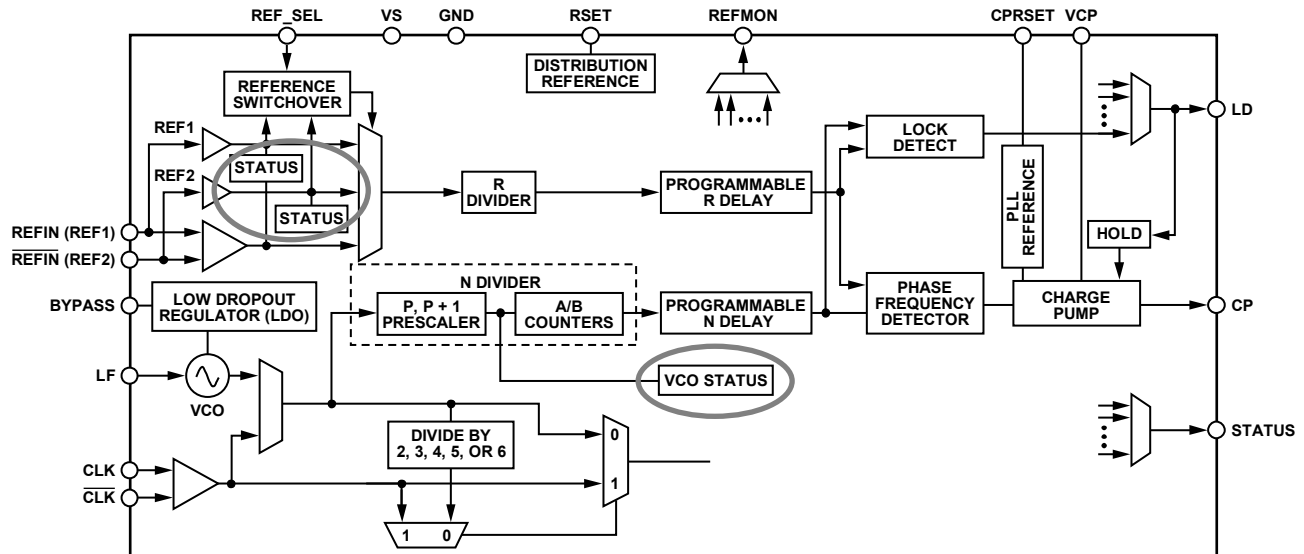 REF_SEL VS GND RSET REFMON CPRSET VCP
DISTRIBUTION
REFERENCE
REFERENCE
SWITCHOVER
REF1
STATUS
REF2
STATUS
LOCK
DETECT
LD
R
DIVIDER
PROGRAMMABLE
R DELAY
PLL
REFERENCE
HOLD
REFIN (REF1)
REFIN (REF2)
N DIVIDER
BYPASS
LOW DROPOUT
REGULATOR (LDO)
P, P + 1
PRESCALER
A/B
COUNTERS
PROGRAMMABLE
N DELAY
PHASE
FREQUENCY
DETECTOR
CHARGE
PUMP
CP
LF
VCO
VCO STATUS
DIVIDE BY
2, 3, 4, 5, OR 6
0
1
STATUS
CLK
CLK
1 0